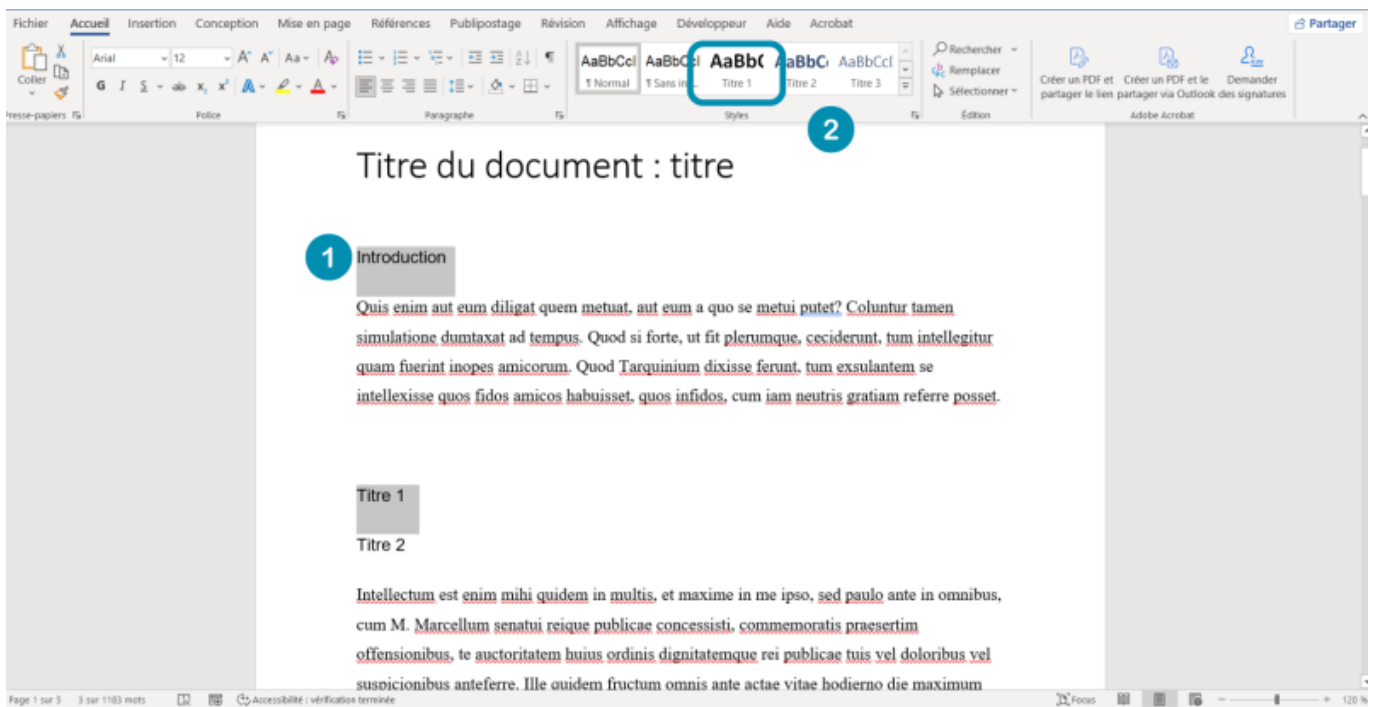 Fichier Accueil Insertion Conception Mise en page Références Publipostage Révision Affichage Développeur Aide Acrobat Partager
Coller
Arial 12 Aa
G I S ab x, x² A A
AaBbCcI AaBbCcI AaBb( AaBbC AaBbCcI
¶ Normal ¶ Sans in... Titre 1 Titre 2 Titre 3
Rechercher
Remplacer
Sélectionner
Créer un PDF et partager le lien
Créer un PDF et le partager via Outlook
Demander des signatures
Presse-papiers Police Paragraphe Styles Édition Adobe Acrobat
2
Titre du document : titre
1
Introduction
Quis enim aut eum diligat quem metuat, aut eum a quo se metui putet? Coluntur tamen
simulatione dumtaxat ad tempus. Quod si forte, ut fit plerumque, ceciderunt, tum intellegitur
quam fuerint inopes amicorum. Quod Tarquinium dixisse ferunt, tum exsulantem se
intellexisse quos fidos amicos habuisset, quos infidos, cum iam neutris gratiam referre posset.
Titre 1
Titre 2
Intellectum est enim mihi quidem in multis, et maxime in me ipso, sed paulo ante in omnibus,
cum M. Marcellum senatui reique publicae concessisti, commemoratis praesertim
offensionibus, te auctoritatem huius ordinis dignitatemque rei publicae tuis vel doloribus vel
suspicionibus anteferre. Ille quidem fructum omnis ante actae vitae hodierno die maximum
Page 1 sur 5 3 sur 1183 mots Accessibilité : vérification terminée Focus 120 %